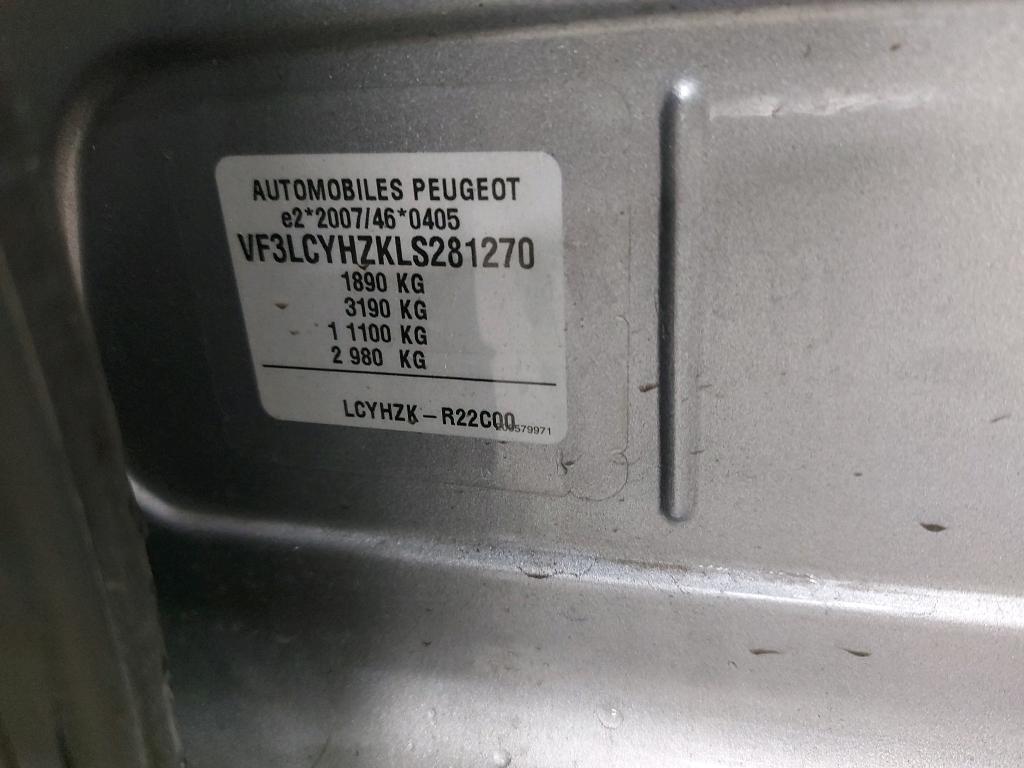 AUTOMOBILES PEUGEOT
e2*2007/46*0405
VF3LCYHZKLS281270
1890 KG
3190 KG
1 1100 KG
2 980 KG
LCYHZK-R22C00